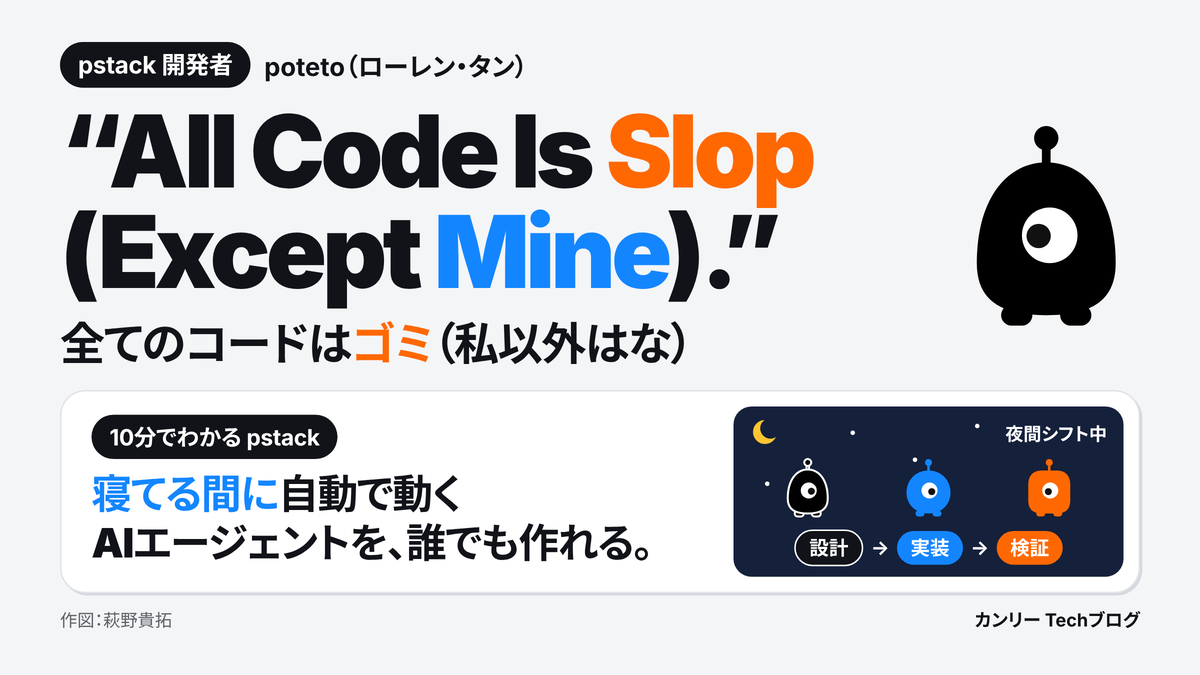 pstack 開発者 poteto（ローレン・タン）
“All Code Is Slop
(Except Mine).”
全てのコードはゴミ（私以外はな）
10分でわかる pstack
寝てる間に自動で動く
AIエージェントを、誰でも作れる。
夜間シフト中
設計 → 実装 → 検証
作図：萩野貴拓
カンリー Techブログ